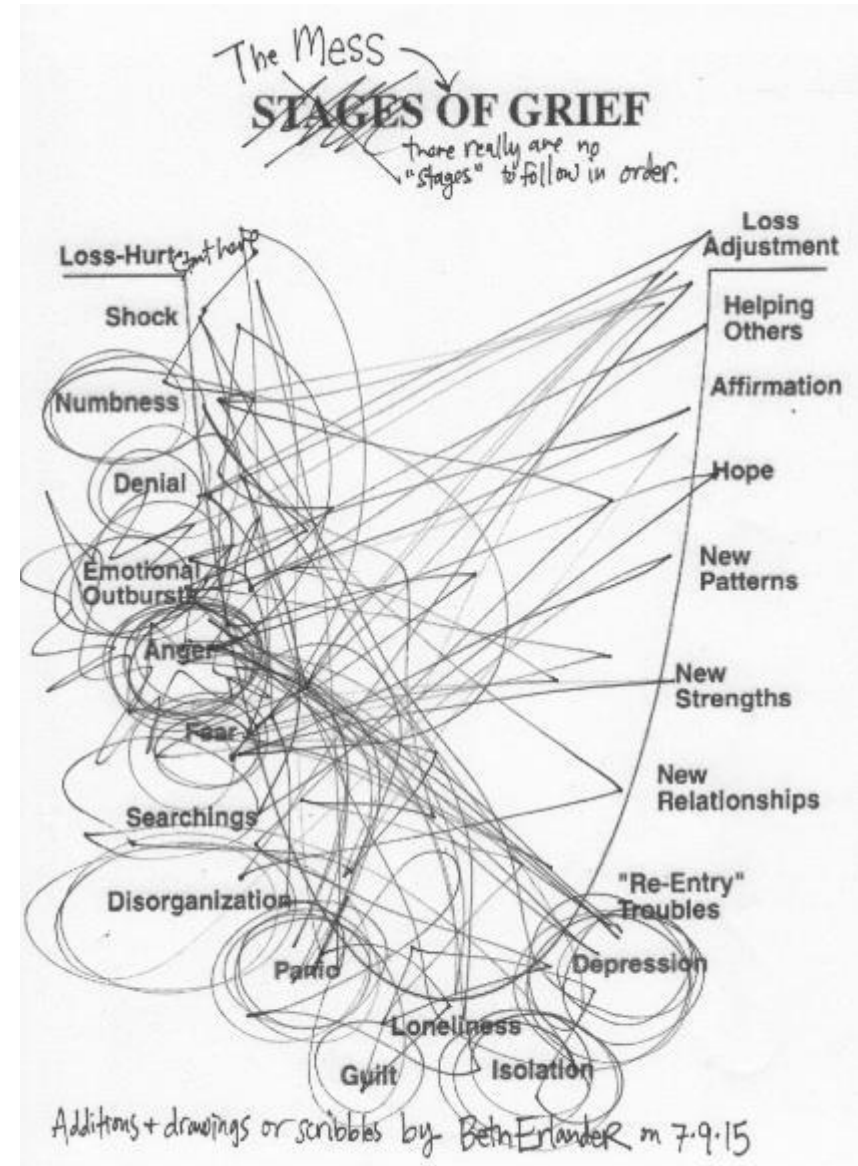 The Mess
STAGES OF GRIEF
there really are no
"stages" to follow in order.
Loss-Hurt
start here
Shock
Numbness
Denial
Emotional
Outbursts
Anger
Fear
Searchings
Disorganization
Panic
Guilt
Loneliness
Isolation
Depression
"Re-Entry"
Troubles
New
Relationships
New
Strengths
New
Patterns
Hope
Affirmation
Helping
Others
Loss
Adjustment
Additions + drawings or scribbles by Beth Erlander on 7.9.15